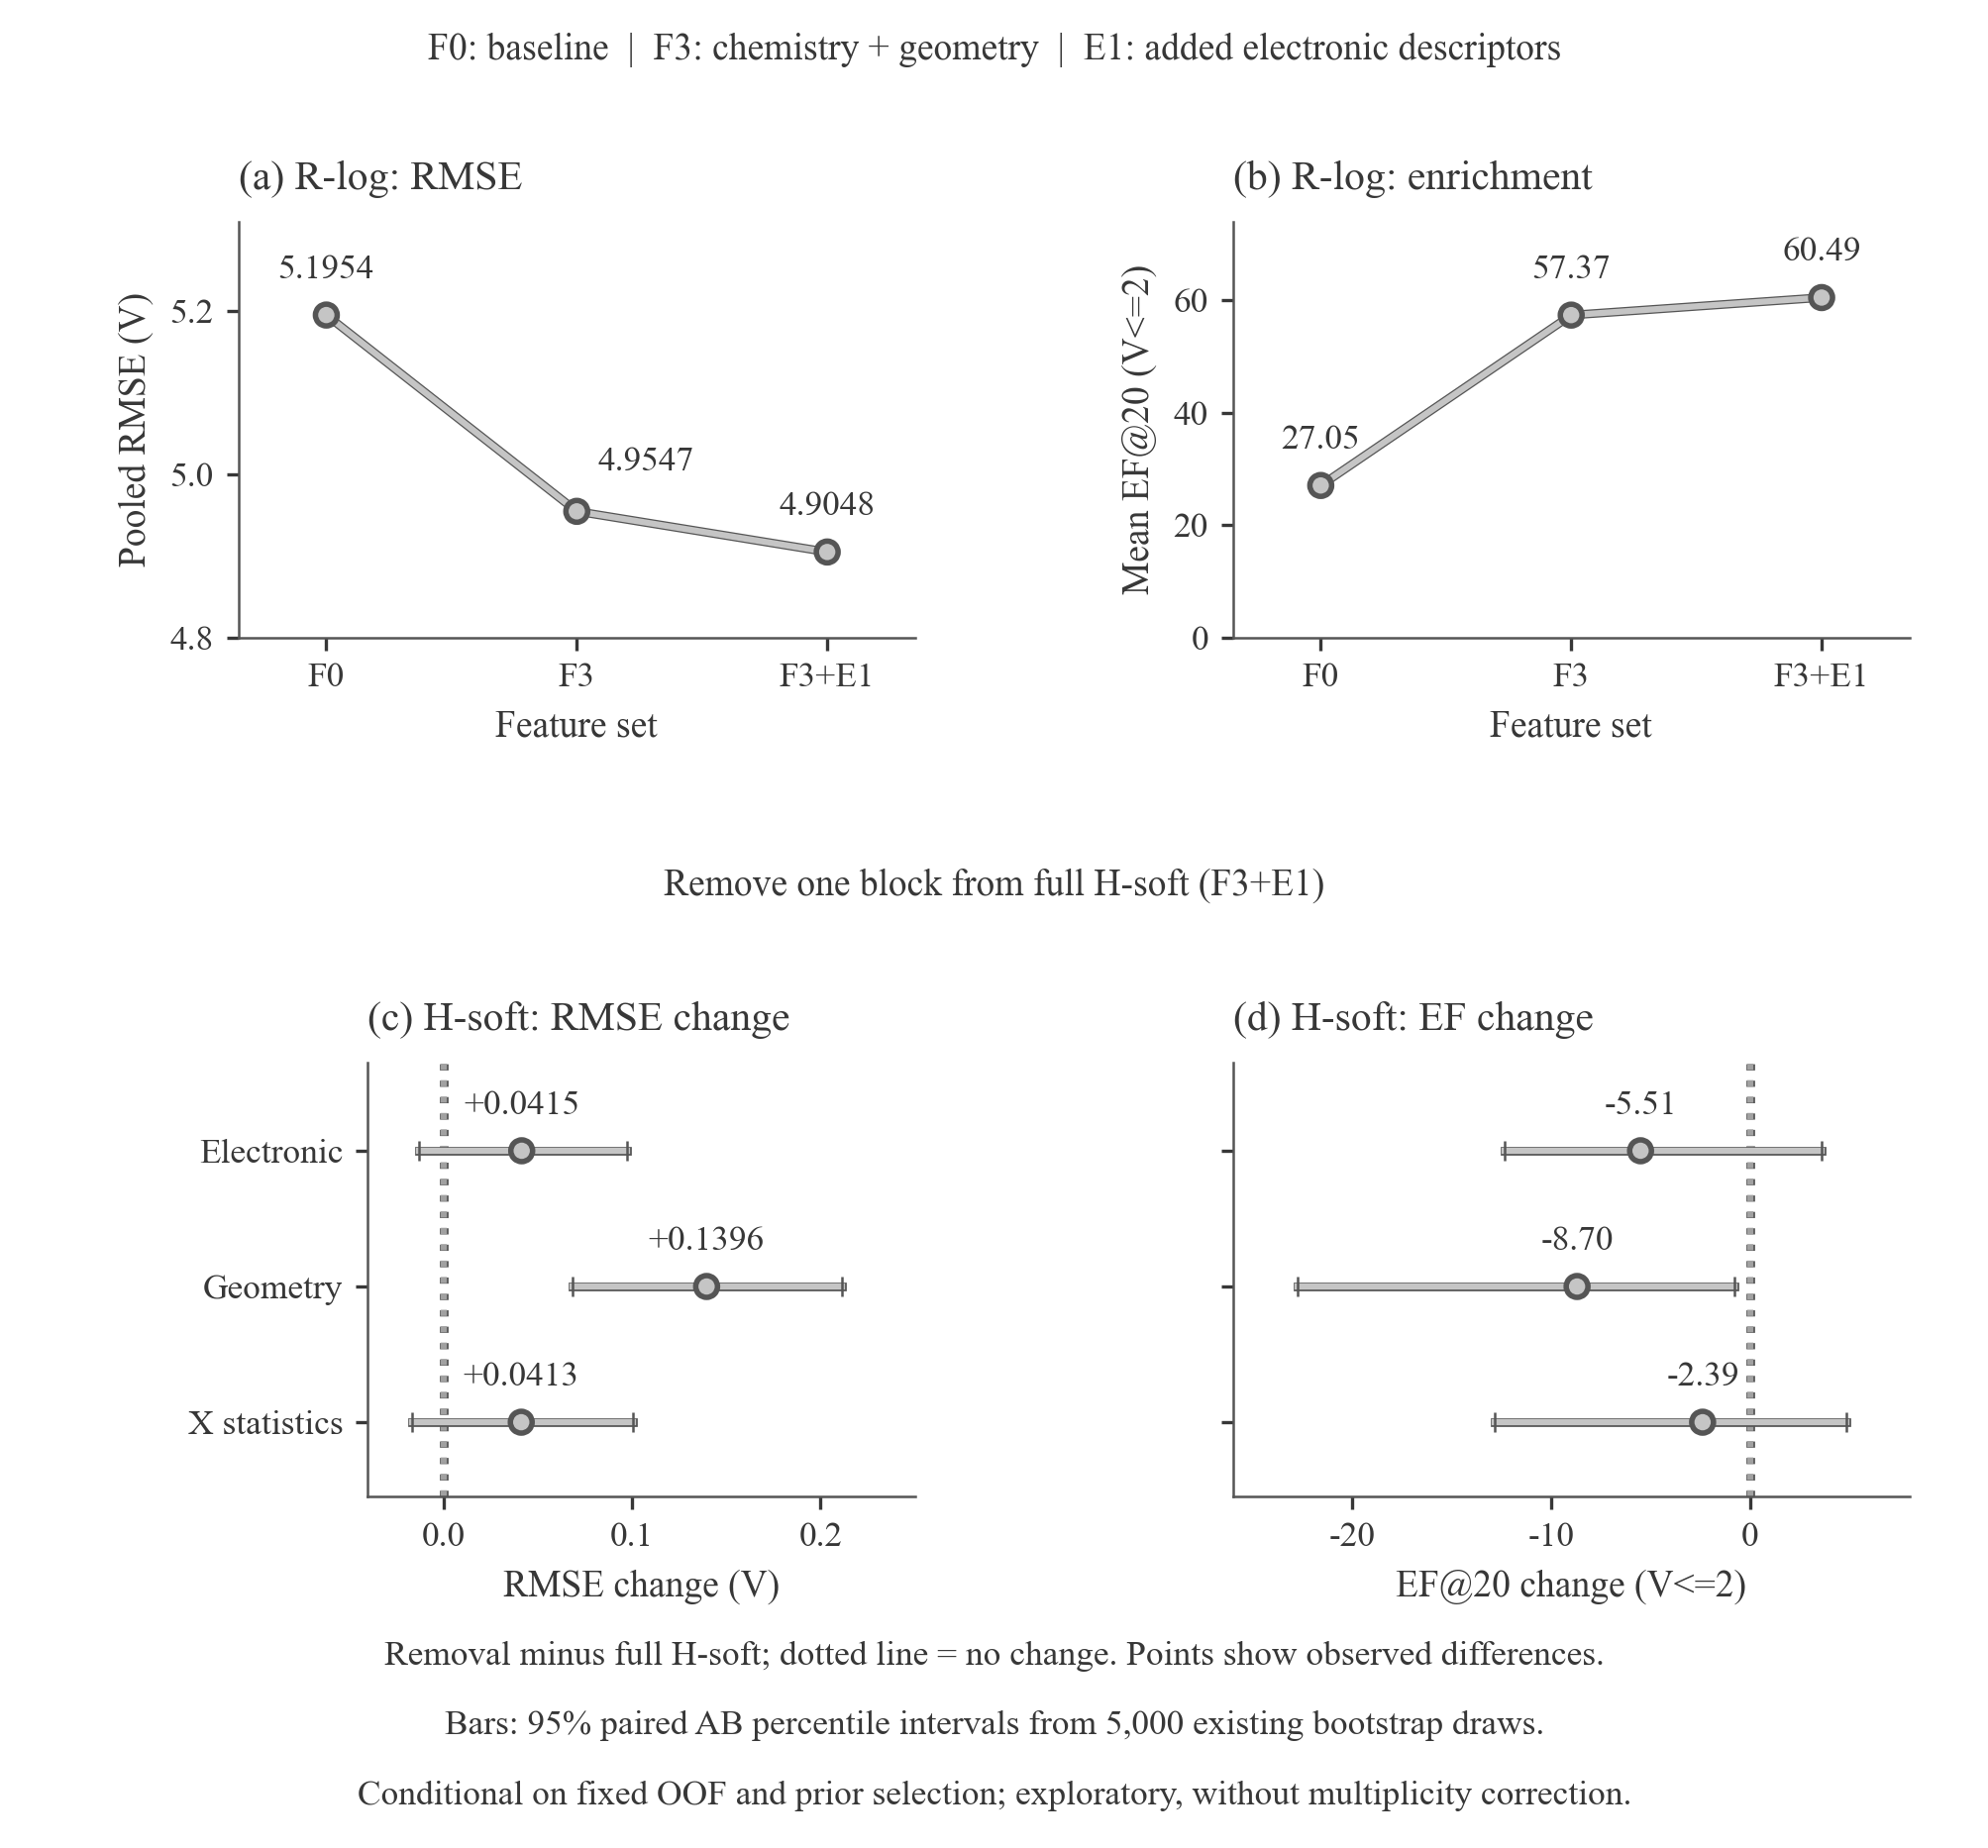 F0: baseline | F3: chemistry + geometry | E1: added electronic descriptors
(a) R-log: RMSE
Pooled RMSE (V)
5.2
5.0
4.8
5.1954
4.9547
4.9048
F0
F3
F3+E1
Feature set
(b) R-log: enrichment
Mean EF@20 (V<=2)
60
40
20
0
27.05
57.37
60.49
F0
F3
F3+E1
Feature set
Remove one block from full H-soft (F3+E1)
(c) H-soft: RMSE change
Electronic
+0.0415
Geometry
+0.1396
X statistics
+0.0413
0.0
0.1
0.2
RMSE change (V)
(d) H-soft: EF change
-5.51
-8.70
-2.39
-20
-10
0
EF@20 change (V<=2)
Removal minus full H-soft; dotted line = no change. Points show observed differences.
Bars: 95% paired AB percentile intervals from 5,000 existing bootstrap draws.
Conditional on fixed OOF and prior selection; exploratory, without multiplicity correction.